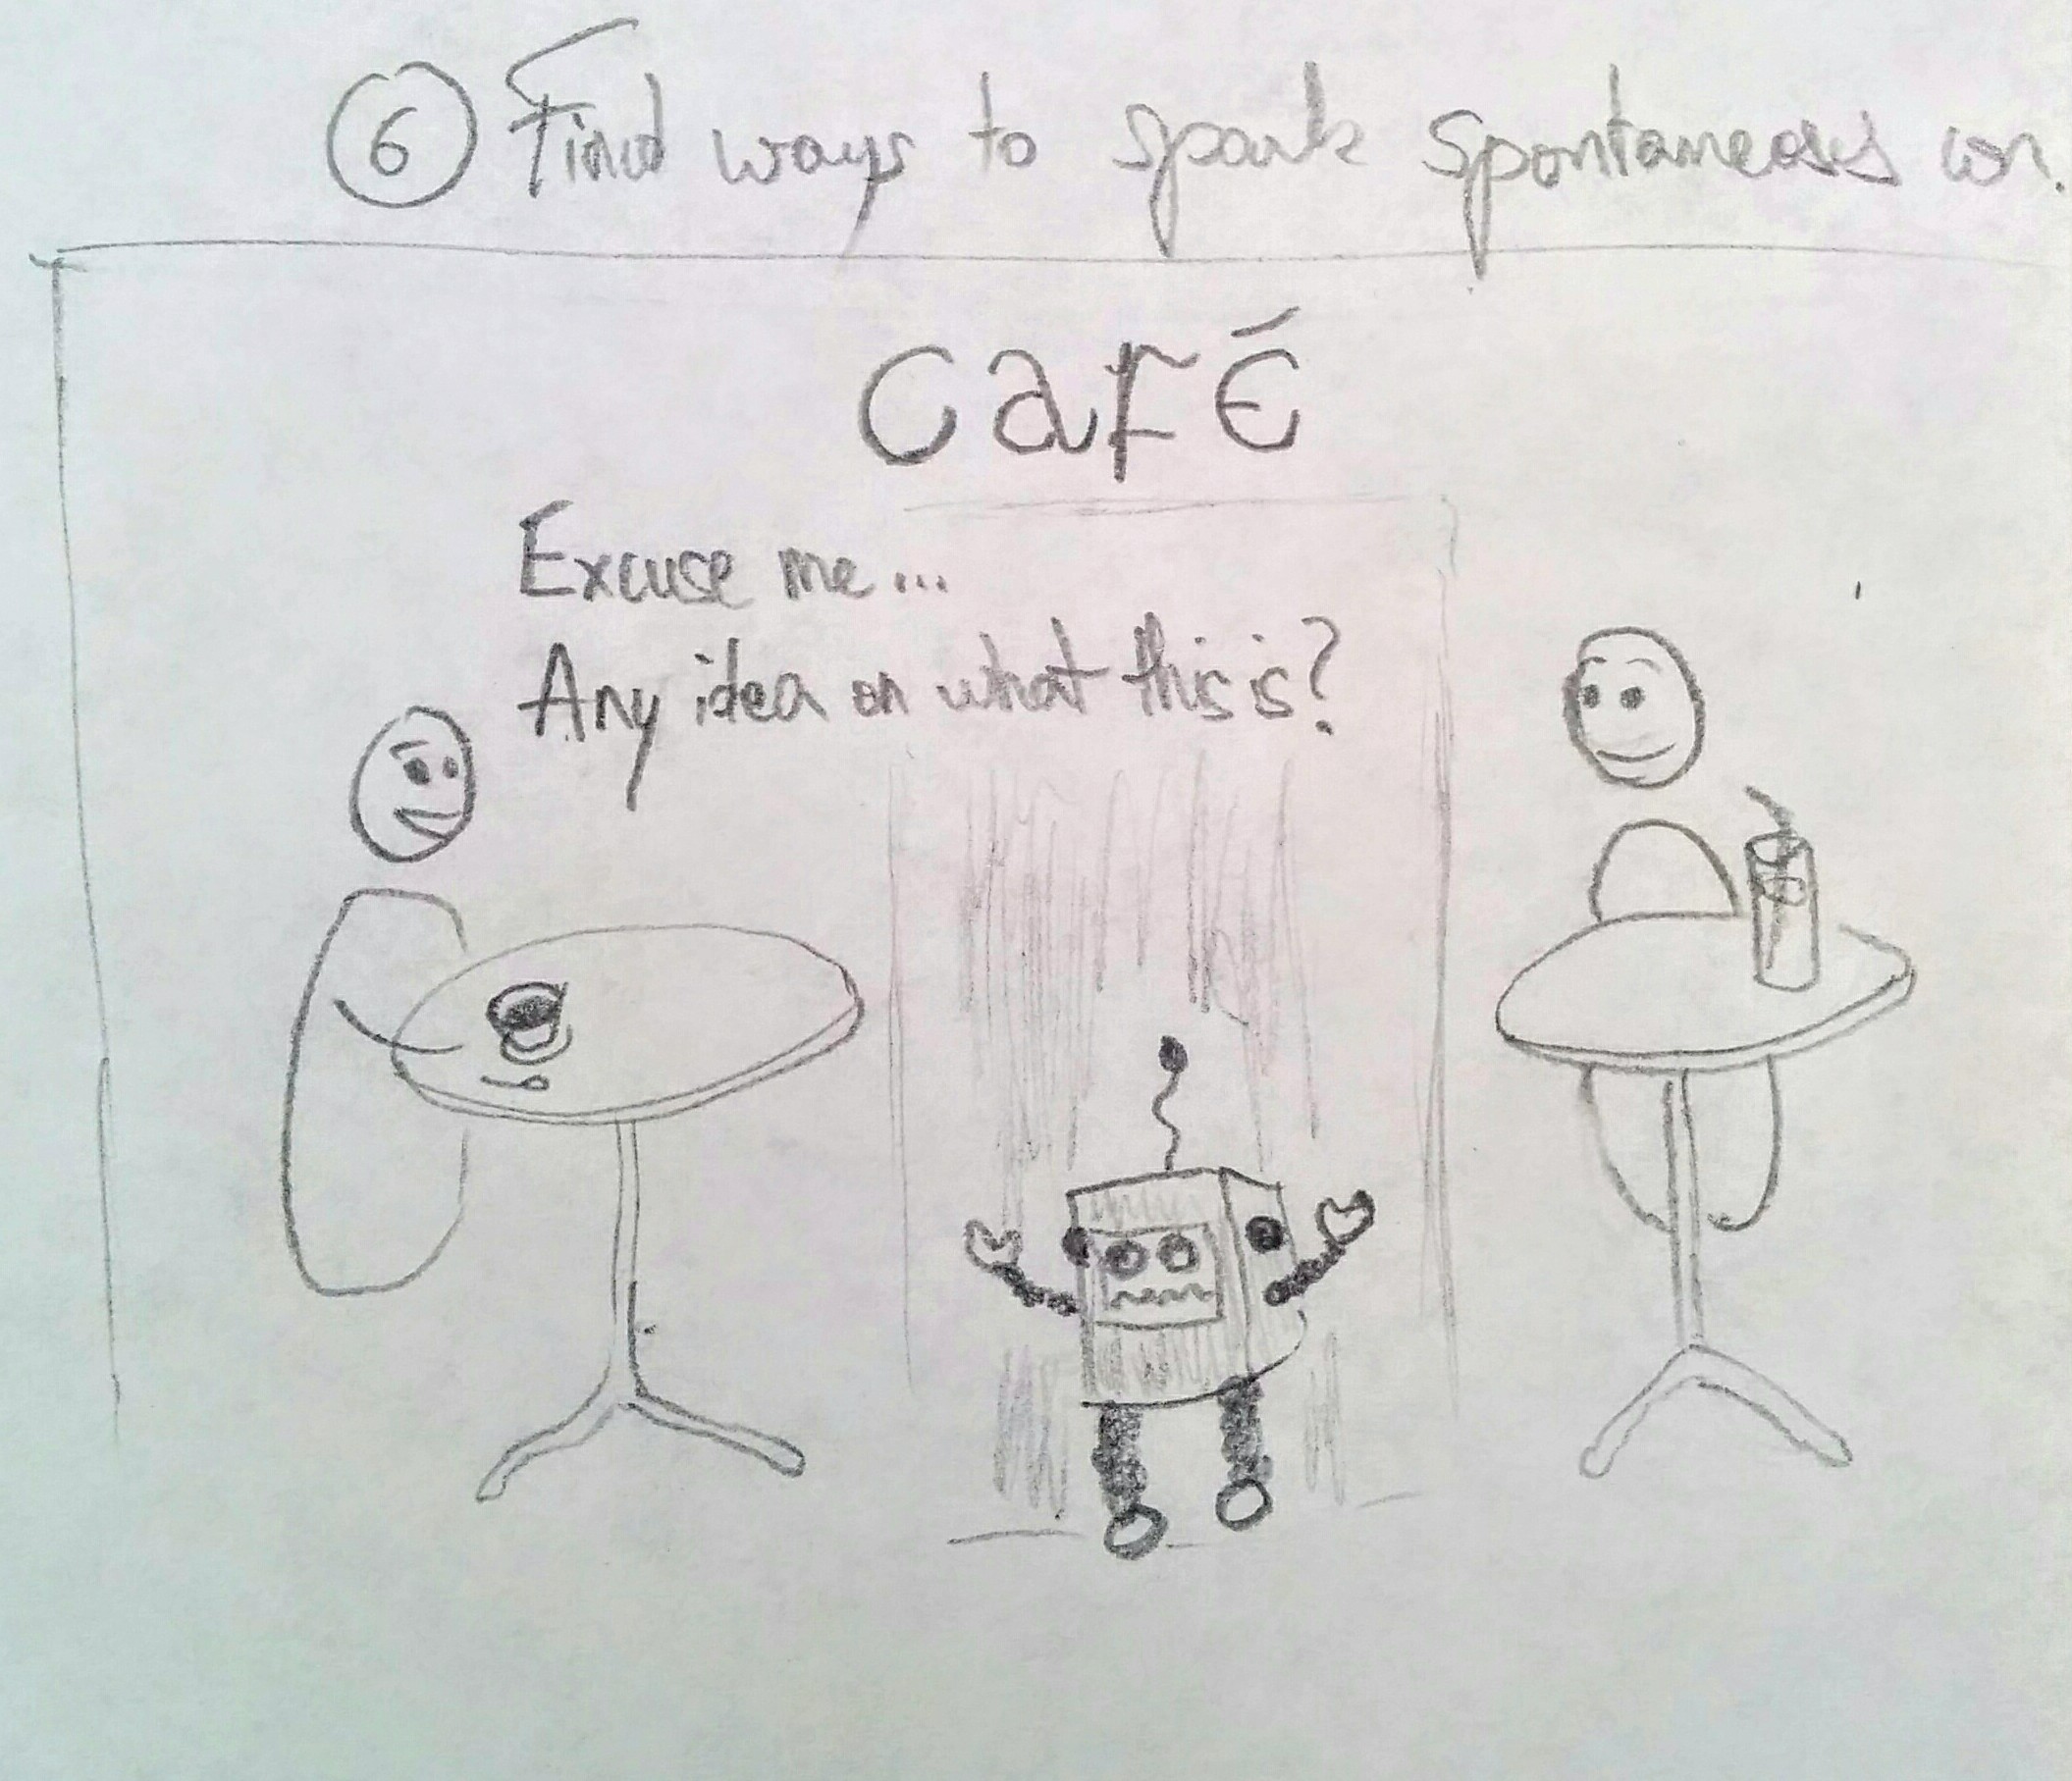 6 Find ways to spark spontaneous con.
café
Excuse me...
Any idea on what this is?